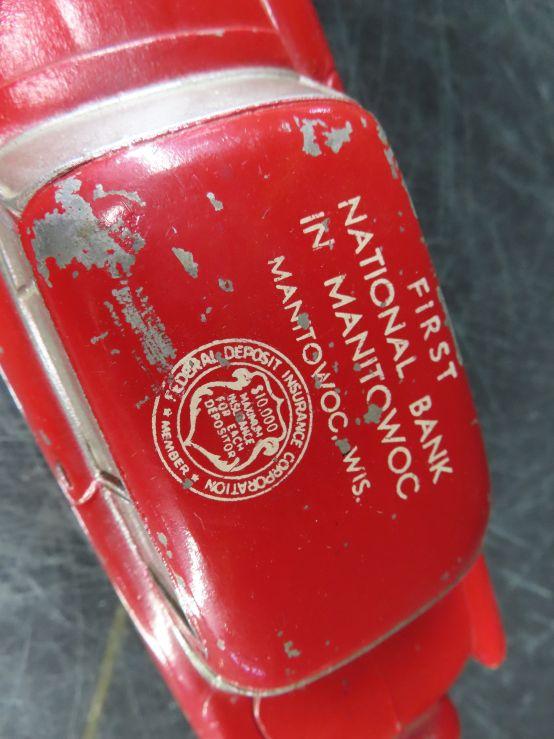 FIRST
NATIONAL BANK
IN MANITOWOC
MANITOWOC, WIS.
FEDERAL DEPOSIT INSURANCE CORPORATION
★ MEMBER ★
$10,000
MAXIMUM
INSURANCE
FOR EACH
DEPOSITOR